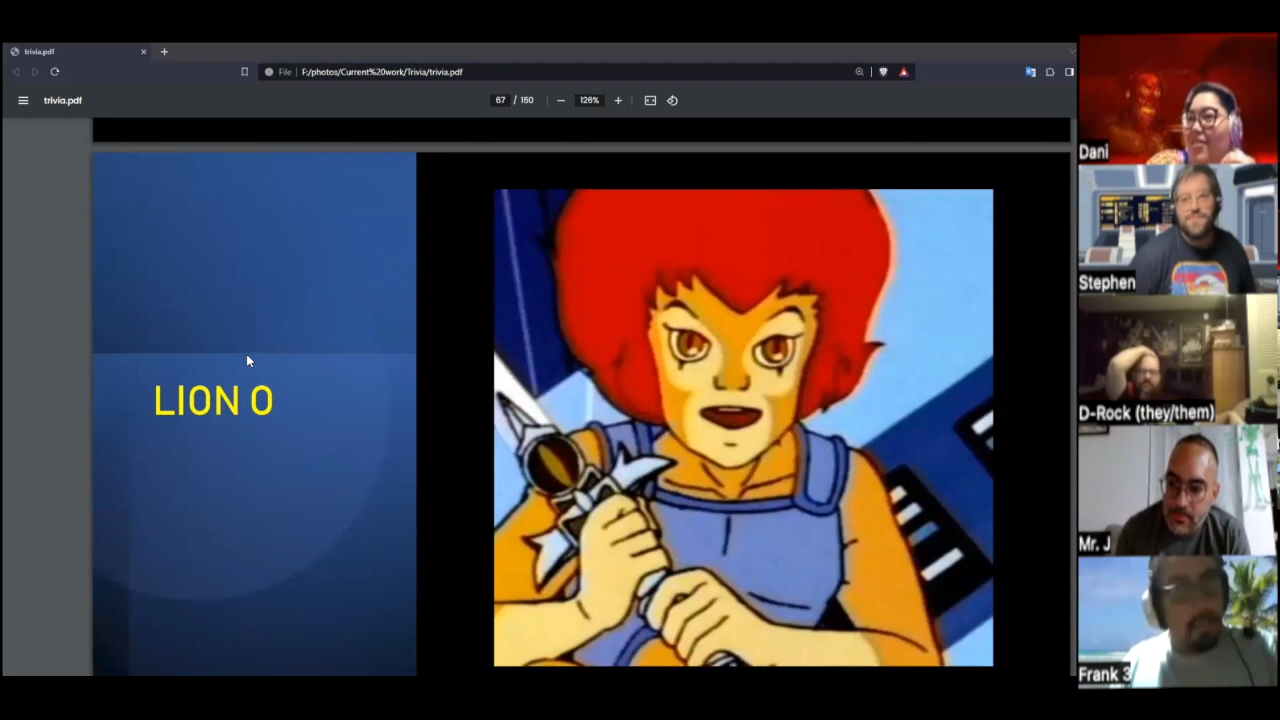 trivia.pdf
File
F:/photos/Current%20work/Trivia/trivia.pdf
trivia.pdf
67 / 150
126%
LION O
Dani
Stephen
D-Rock (they/them)
Mr. J
Frank 3